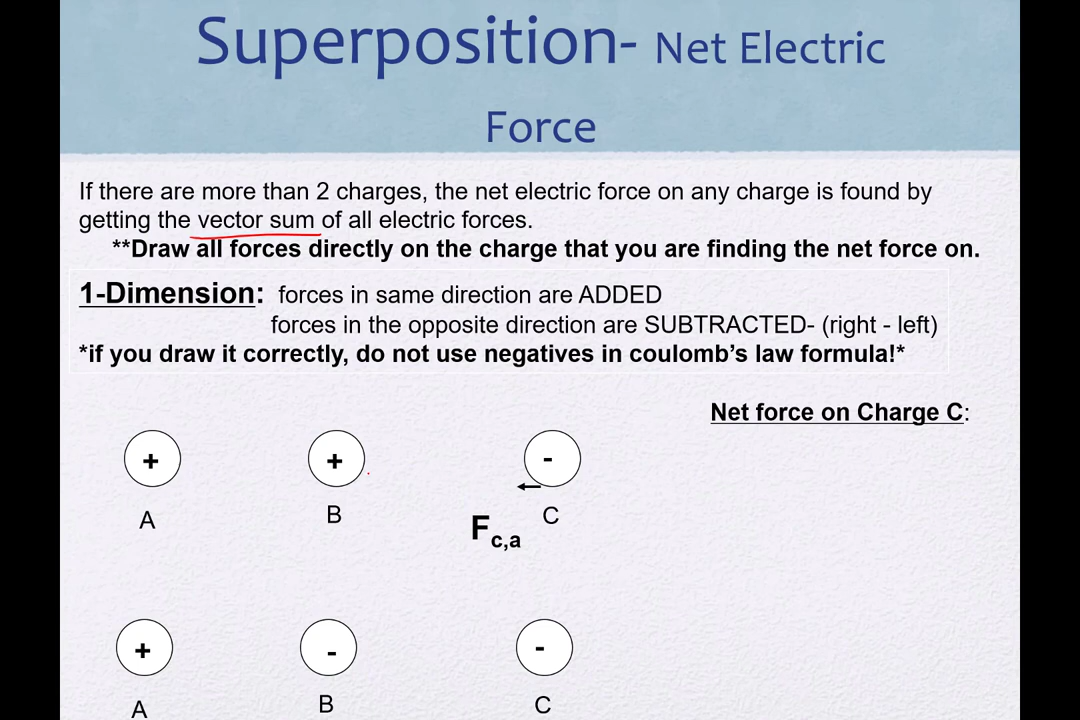 Superposition- Net Electric
Force
If there are more than 2 charges, the net electric force on any charge is found by
getting the vector sum of all electric forces.
**Draw all forces directly on the charge that you are finding the net force on.
1-Dimension: forces in same direction are ADDED
forces in the opposite direction are SUBTRACTED- (right - left)
*if you draw it correctly, do not use negatives in coulomb's law formula!*
Net force on Charge C:
+ + -
A B C
Fc,a
+ - -
A B C